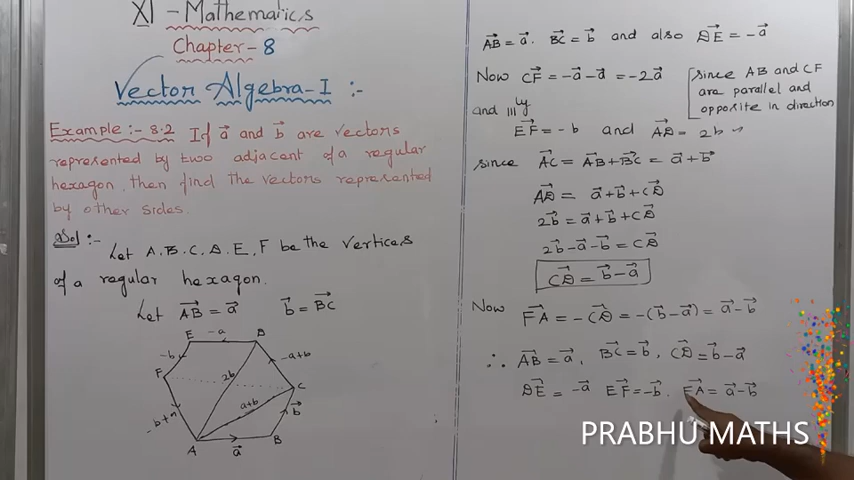 XI - Mathematics
Chapter - 8
Vector Algebra-I :-
Example :- 8.2 If a⃗ and b⃗ are vectors
represented by two adjacent of a regular
hexagon, then find the vectors represented
by other sides.
Sol :-
Let A, B, C, D, E, F be the vertices
of a regular hexagon.
Let AB⃗ = a⃗ b⃗ = BC⃗
E -a D
-b -a+b
F 2b C
a+b
-b+a b⃗
A a⃗ B
AB⃗ = a⃗. BC⃗ = b⃗ and also DE⃗ = -a⃗
Now CF⃗ = -a⃗ - a⃗ = -2a⃗ [since AB and CF
are parallel and
opposite in direction
and |||ly
EF⃗ = -b and AD⃗ = 2b
since AC⃗ = AB⃗ + BC⃗ = a⃗ + b⃗
AD⃗ = a⃗ + b⃗ + CD⃗
2b⃗ = a⃗ + b⃗ + CD⃗
2b⃗ - a⃗ - b⃗ = CD⃗
CD⃗ = b⃗ - a⃗
Now FA⃗ = -CD⃗ = -(b⃗ - a⃗) = a⃗ - b⃗
∴ AB⃗ = a⃗, BC⃗ = b⃗, CD⃗ = b⃗ - a⃗
DE⃗ = -a⃗ EF⃗ = -b⃗. FA⃗ = a⃗ - b⃗
PRABHU MATHS